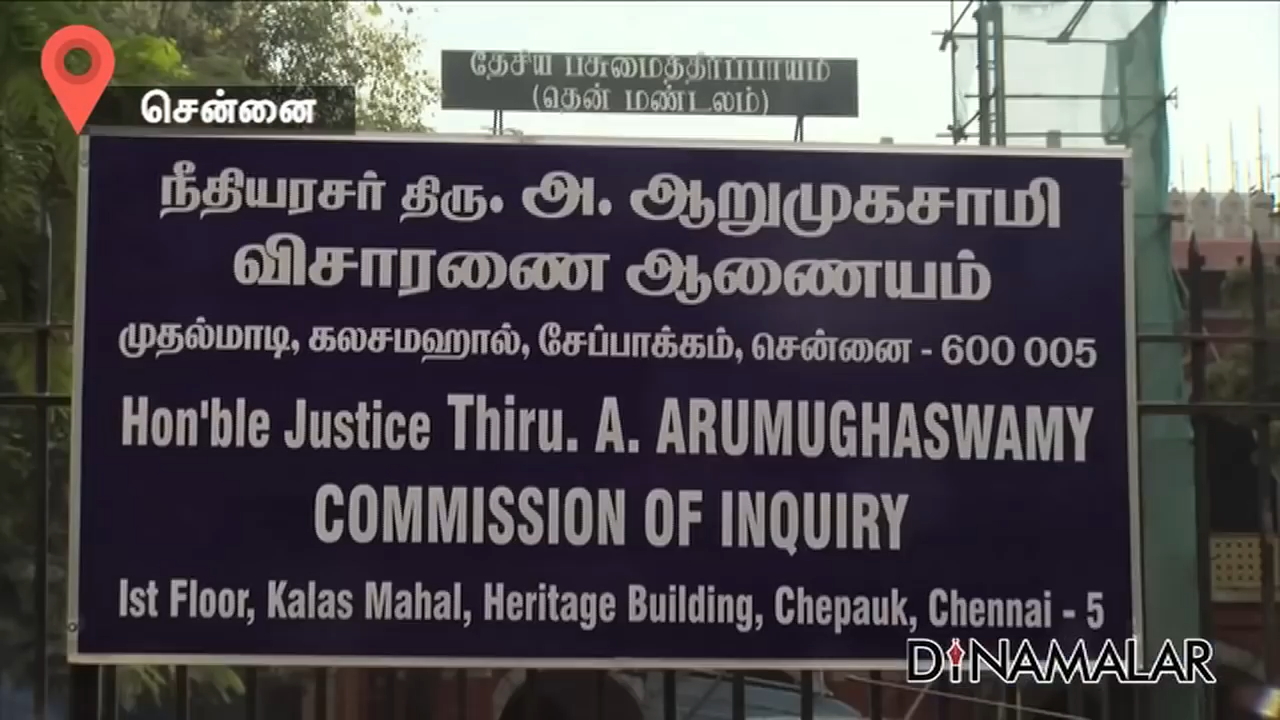 சென்னை
தேசிய பசுமைத்தீர்ப்பாயம்
(தென் மண்டலம்)
நீதியரசர் திரு. அ. ஆறுமுகசாமி
விசாரணை ஆணையம்
முதல்மாடி, கலசமஹால், சேப்பாக்கம், சென்னை - 600 005
Hon'ble Justice Thiru. A. ARUMUGHASWAMY
COMMISSION OF INQUIRY
Ist Floor, Kalas Mahal, Heritage Building, Chepauk, Chennai - 5
DINAMALAR